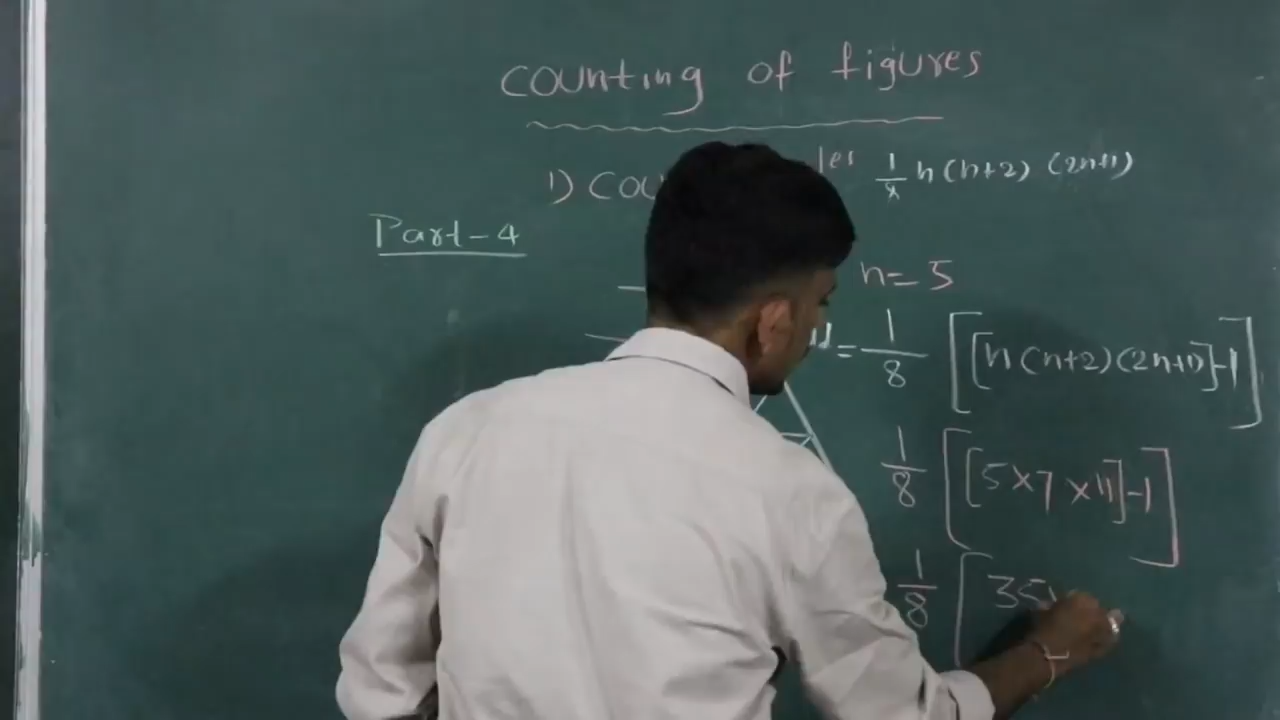 counting of figures
1) Cou les 1/8 n(n+2) (2n+1)
Part-4
n= 5
= 1/8 [[n(n+2)(2n+1)]-1]
1/8 [[5×7×11]-1]
1/8 [35